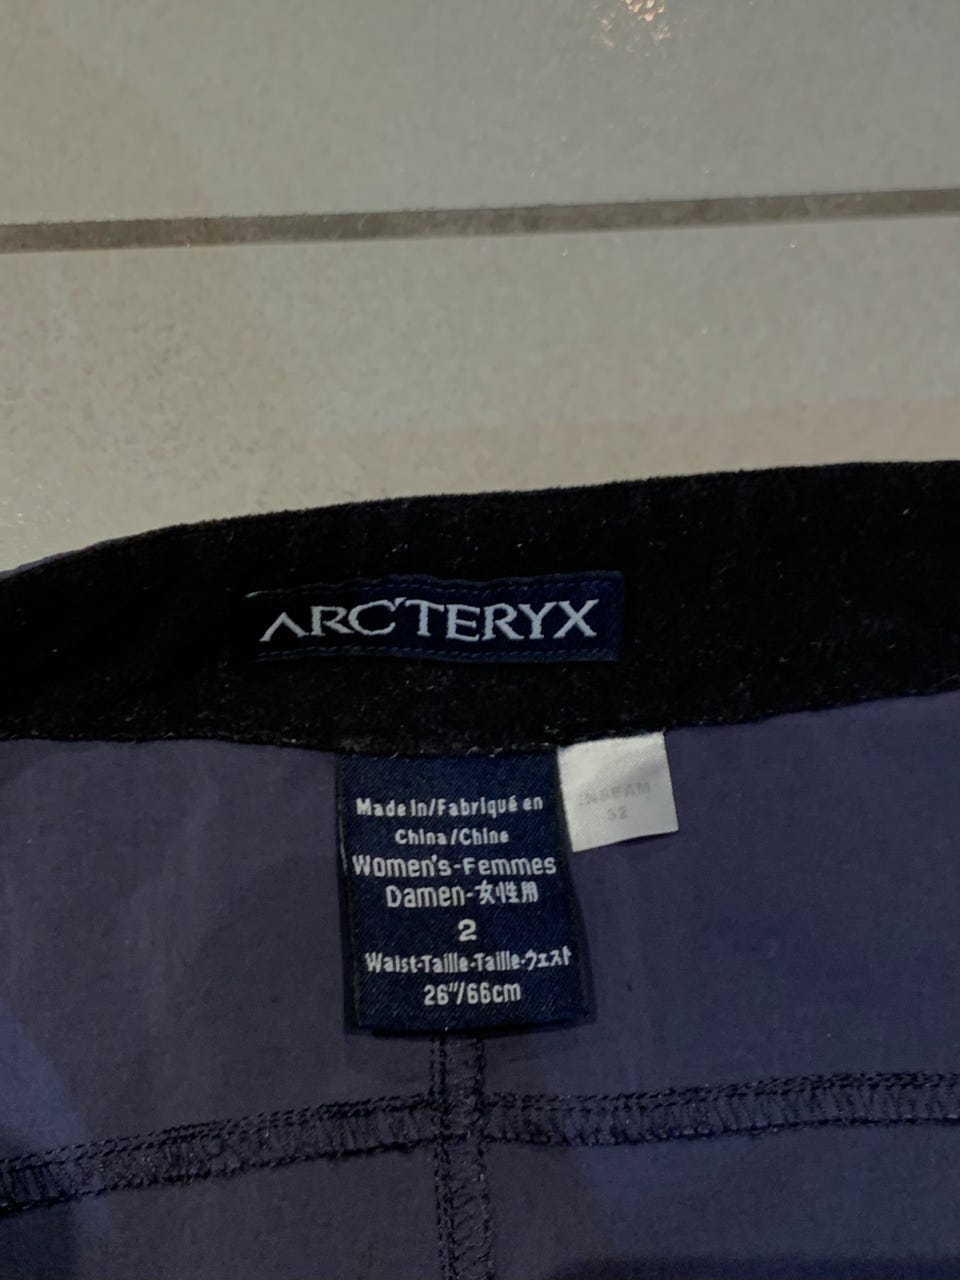 ARC'TERYX
Made in/Fabriqué en
China/Chine
Women's-Femmes
Damen-女性用
2
Waist-Taille-Taille-ウェスト
26"/66cm
INSEAM
32